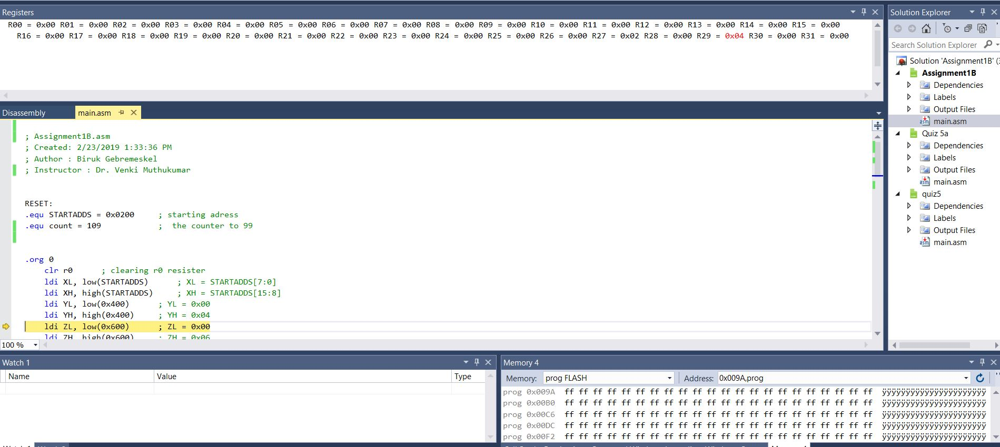 Registers
R00 = 0x00 R01 = 0x00 R02 = 0x00 R03 = 0x00 R04 = 0x00 R05 = 0x00 R06 = 0x00 R07 = 0x00 R08 = 0x00 R09 = 0x00 R10 = 0x00 R11 = 0x00 R12 = 0x00 R13 = 0x00 R14 = 0x00 R15 = 0x00
R16 = 0x00 R17 = 0x00 R18 = 0x00 R19 = 0x00 R20 = 0x00 R21 = 0x00 R22 = 0x00 R23 = 0x00 R24 = 0x00 R25 = 0x00 R26 = 0x00 R27 = 0x02 R28 = 0x00 R29 = 0x04 R30 = 0x00 R31 = 0x00
Disassembly main.asm
; Assignment1B.asm
; Created: 2/23/2019 1:33:36 PM
; Author : Biruk Gebremeskel
; Instructor : Dr. Venki Muthukumar
RESET:
.equ STARTADDS = 0x0200 ; starting adress
.equ count = 109 ; the counter to 99
.org 0
clr r0 ; clearing r0 resister
ldi XL, low(STARTADDS) ; XL = STARTADDS[7:0]
ldi XH, high(STARTADDS) ; XH = STARTADDS[15:8]
ldi YL, low(0x400) ; YL = 0x00
ldi YH, high(0x400) ; YH = 0x04
ldi ZL, low(0x600) ; ZL = 0x00
ldi ZH, high(0x600) ; ZH = 0x06
100 %
Solution Explorer
Search Solution Explorer
Solution 'Assignment1B' (3
Assignment1B
Dependencies
Labels
Output Files
main.asm
Quiz 5a
Dependencies
Labels
Output Files
main.asm
quiz5
Dependencies
Labels
Output Files
main.asm
Watch 1
Name Value Type
Memory 4
Memory: prog FLASH Address: 0x009A,prog
prog 0x009A ff ff ff ff ff ff ff ff ff ff ff ff ff ff ff ff ff ff ff ff ff ff ÿÿÿÿÿÿÿÿÿÿÿÿÿÿÿÿÿÿÿÿÿÿ
prog 0x00B0 ff ff ff ff ff ff ff ff ff ff ff ff ff ff ff ff ff ff ff ff ff ff ÿÿÿÿÿÿÿÿÿÿÿÿÿÿÿÿÿÿÿÿÿÿ
prog 0x00C6 ff ff ff ff ff ff ff ff ff ff ff ff ff ff ff ff ff ff ff ff ff ff ÿÿÿÿÿÿÿÿÿÿÿÿÿÿÿÿÿÿÿÿÿÿ
prog 0x00DC ff ff ff ff ff ff ff ff ff ff ff ff ff ff ff ff ff ff ff ff ff ff ÿÿÿÿÿÿÿÿÿÿÿÿÿÿÿÿÿÿÿÿÿÿ
prog 0x00F2 ff ff ff ff ff ff ff ff ff ff ff ff ff ff ff ff ff ff ff ff ff ff ÿÿÿÿÿÿÿÿÿÿÿÿÿÿÿÿÿÿÿÿÿÿ